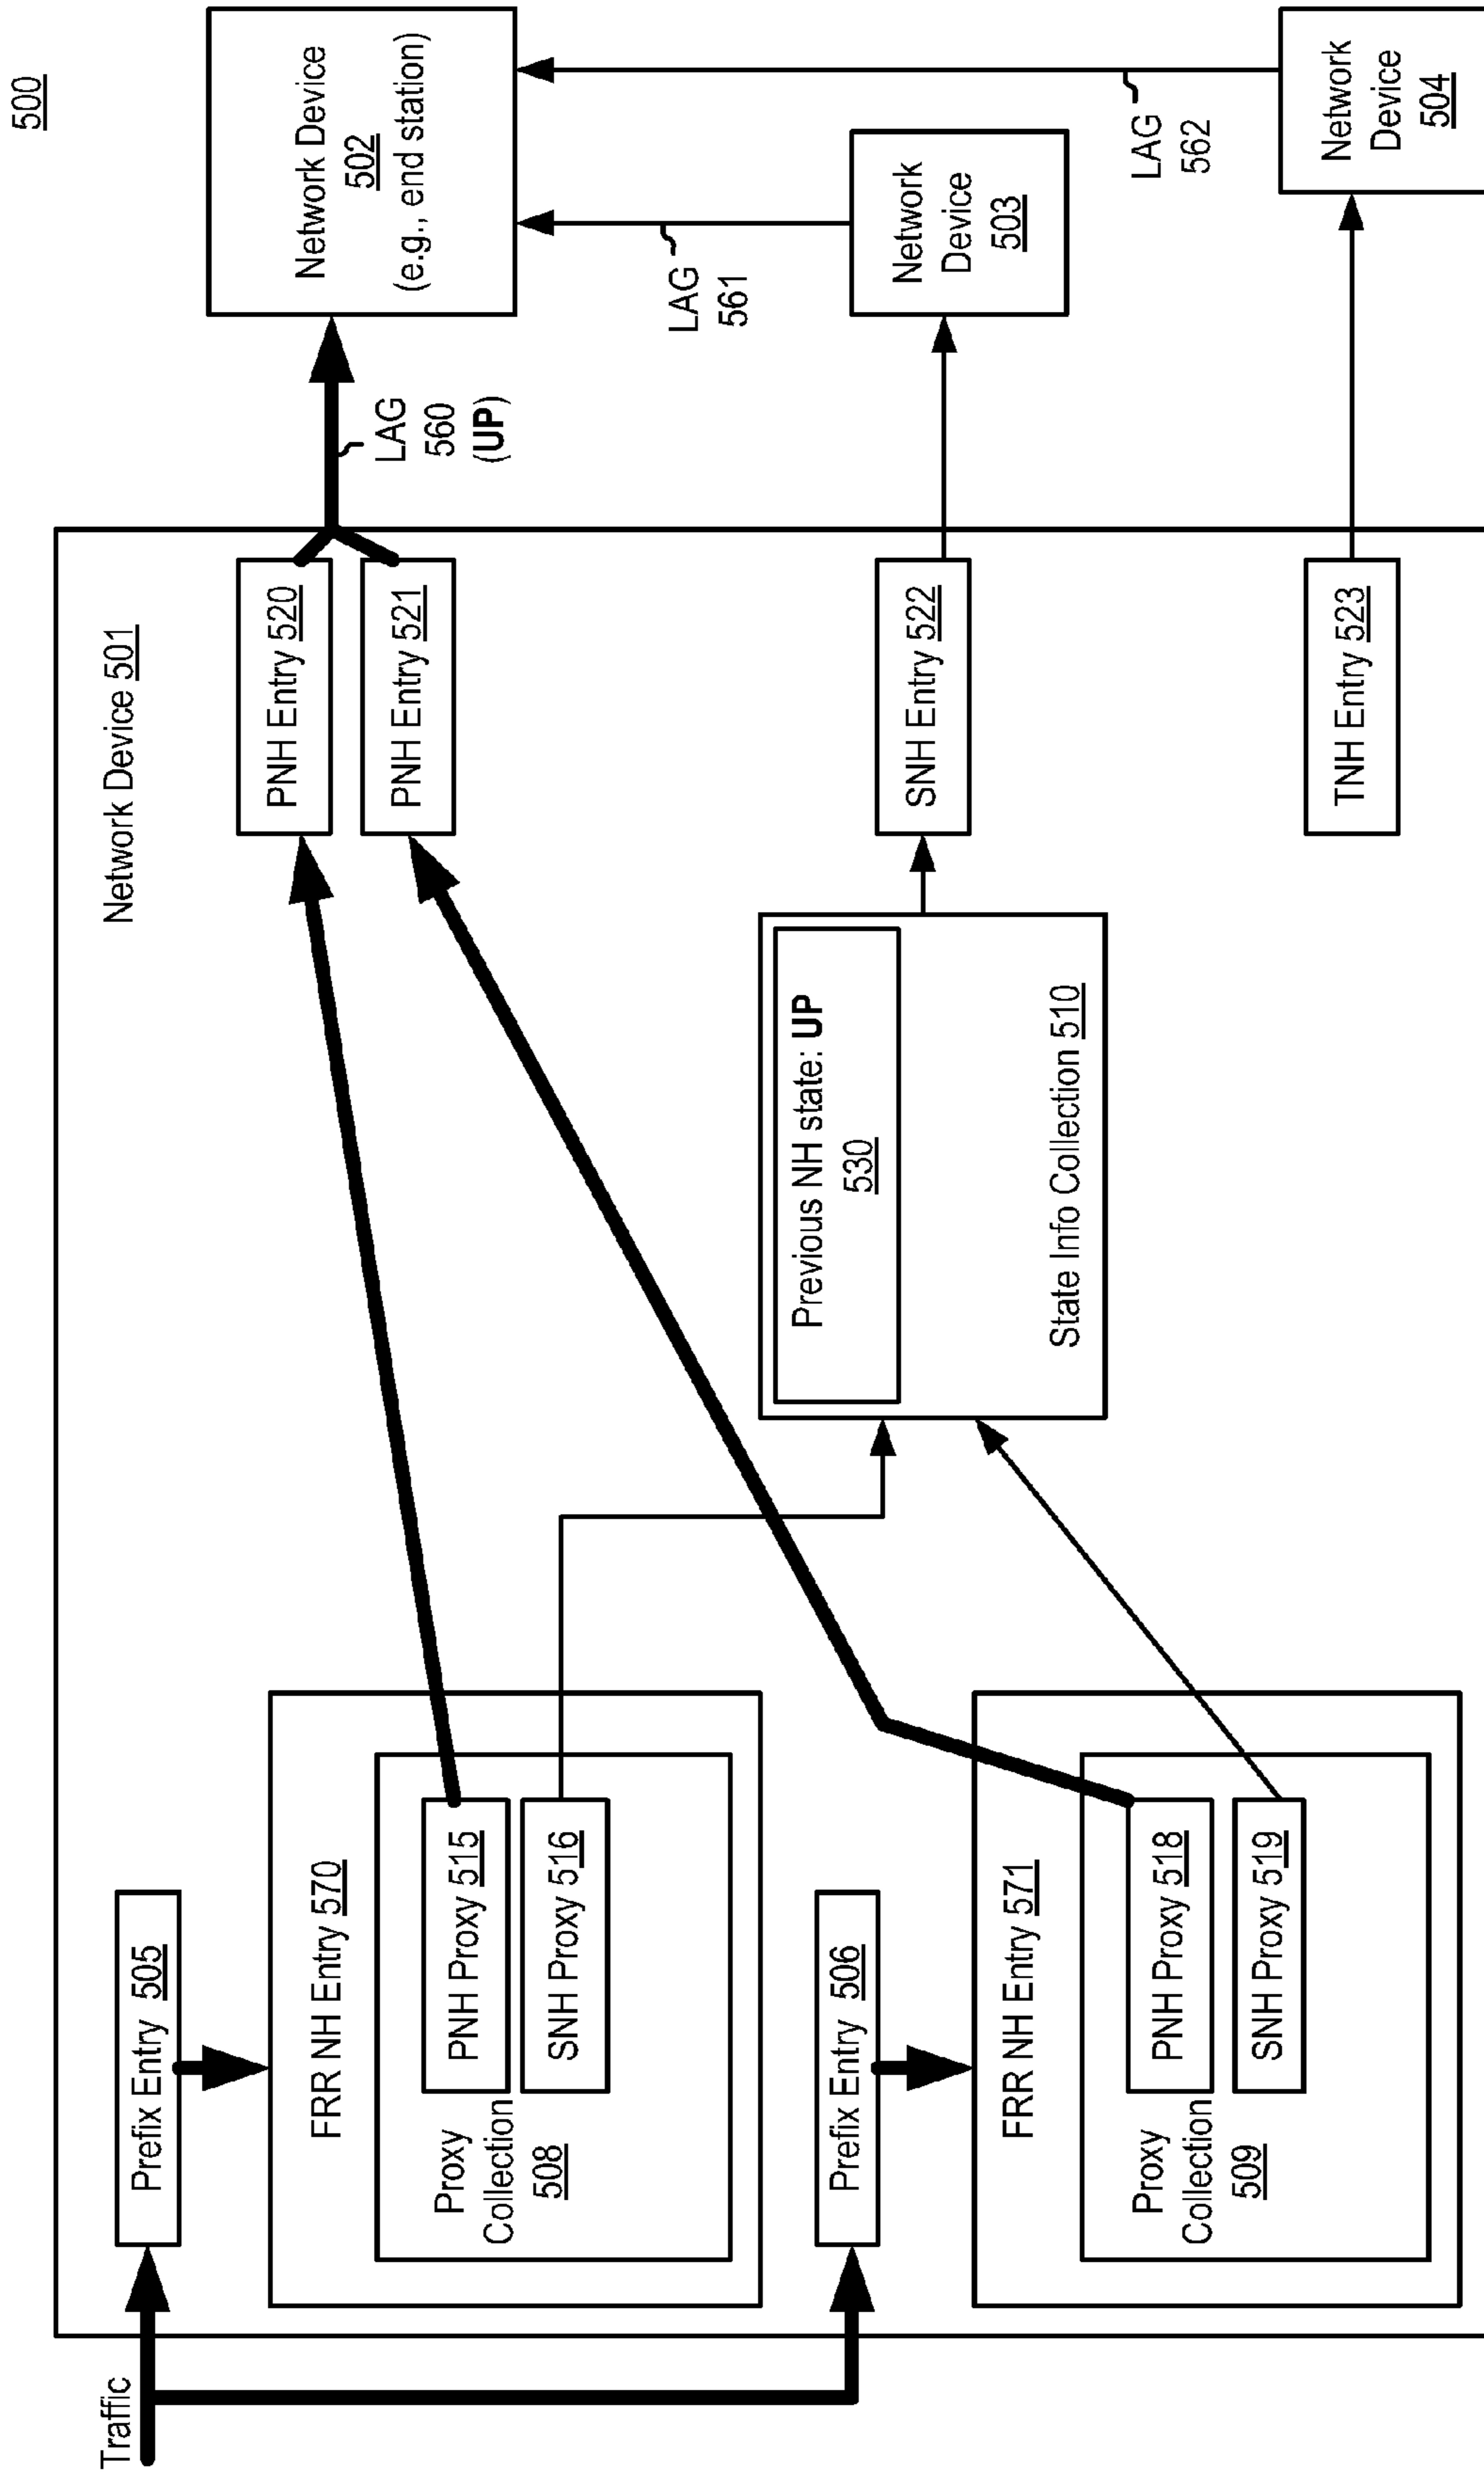 500
Traffic
Network Device 501
Prefix Entry 505
FRR NH Entry 570
Proxy
Collection
508
PNH Proxy 515
SNH Proxy 516
Prefix Entry 506
FRR NH Entry 571
Proxy
Collection
509
PNH Proxy 518
SNH Proxy 519
Previous NH state: UP
530
State Info Collection 510
PNH Entry 520
PNH Entry 521
SNH Entry 522
TNH Entry 523
LAG
560
(UP)
Network Device
502
(e.g., end station)
LAG
561
Network
Device
503
LAG
562
Network
Device
504